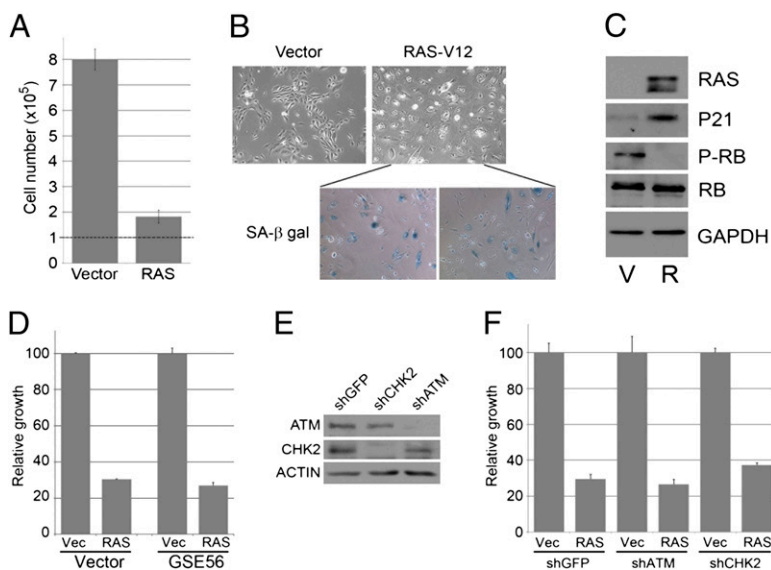 A
Cell number (x10⁵)
8
7
6
5
4
3
2
1
Vector RAS
B
Vector RAS-V12
SA-β gal
C
RAS
P21
P-RB
RB
GAPDH
V R
D
Relative growth
100
80
60
40
20
0
Vec RAS Vec RAS
Vector GSE56
E
shGFP shCHK2 shATM
ATM
CHK2
ACTIN
F
Relative growth
100
80
60
40
20
0
Vec RAS Vec RAS Vec RAS
shGFP shATM shCHK2